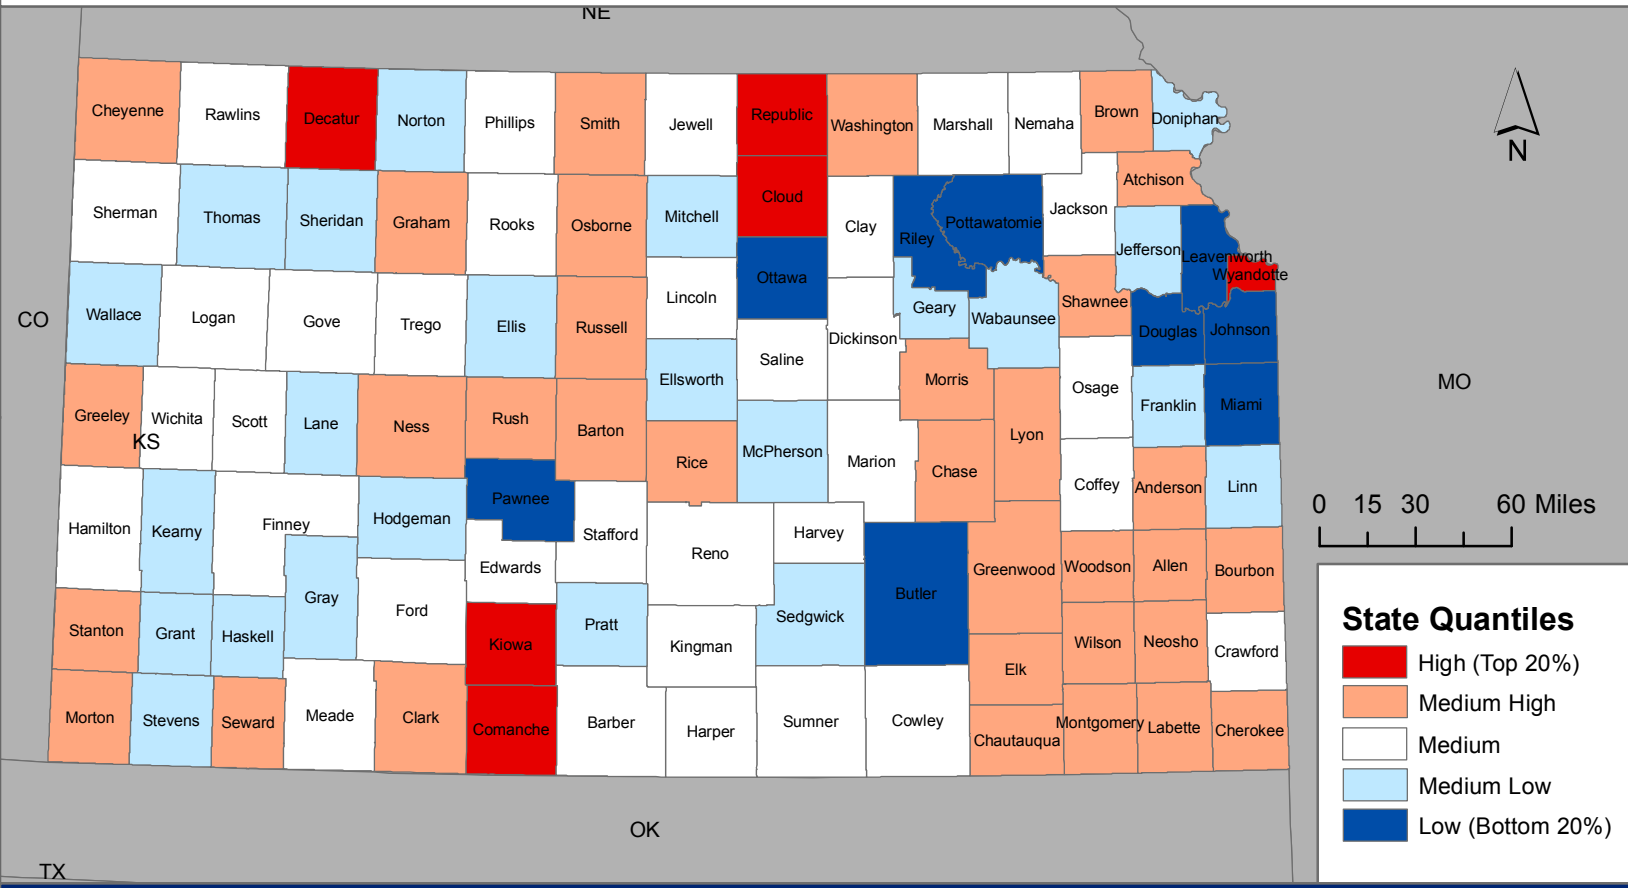 NE
Cheyenne
Rawlins
Decatur
Norton
Phillips
Smith
Jewell
Republic
Washington
Marshall
Nemaha
Brown
Doniphan
N
Sherman
Thomas
Sheridan
Graham
Rooks
Osborne
Mitchell
Cloud
Clay
Riley
Pottawatomie
Jackson
Atchison
Jefferson
Leavenworth
Wyandotte
CO
Wallace
Logan
Gove
Trego
Ellis
Russell
Lincoln
Ottawa
Saline
Dickinson
Geary
Wabaunsee
Shawnee
Douglas
Johnson
MO
Greeley
Wichita
KS
Scott
Lane
Ness
Rush
Barton
Ellsworth
Rice
McPherson
Marion
Morris
Chase
Lyon
Osage
Franklin
Miami
Coffey
Anderson
Linn
Hamilton
Kearny
Finney
Hodgeman
Pawnee
Stafford
Edwards
Reno
Harvey
Sedgwick
Butler
Greenwood
Woodson
Allen
Bourbon
0 15 30 60 Miles
Stanton
Grant
Haskell
Gray
Ford
Kiowa
Pratt
Kingman
Elk
Wilson
Neosho
Crawford
Morton
Stevens
Seward
Meade
Clark
Comanche
Barber
Harper
Sumner
Cowley
Chautauqua
Montgomery
Labette
Cherokee
State Quantiles
High (Top 20%)
Medium High
Medium
Medium Low
Low (Bottom 20%)
OK
TX